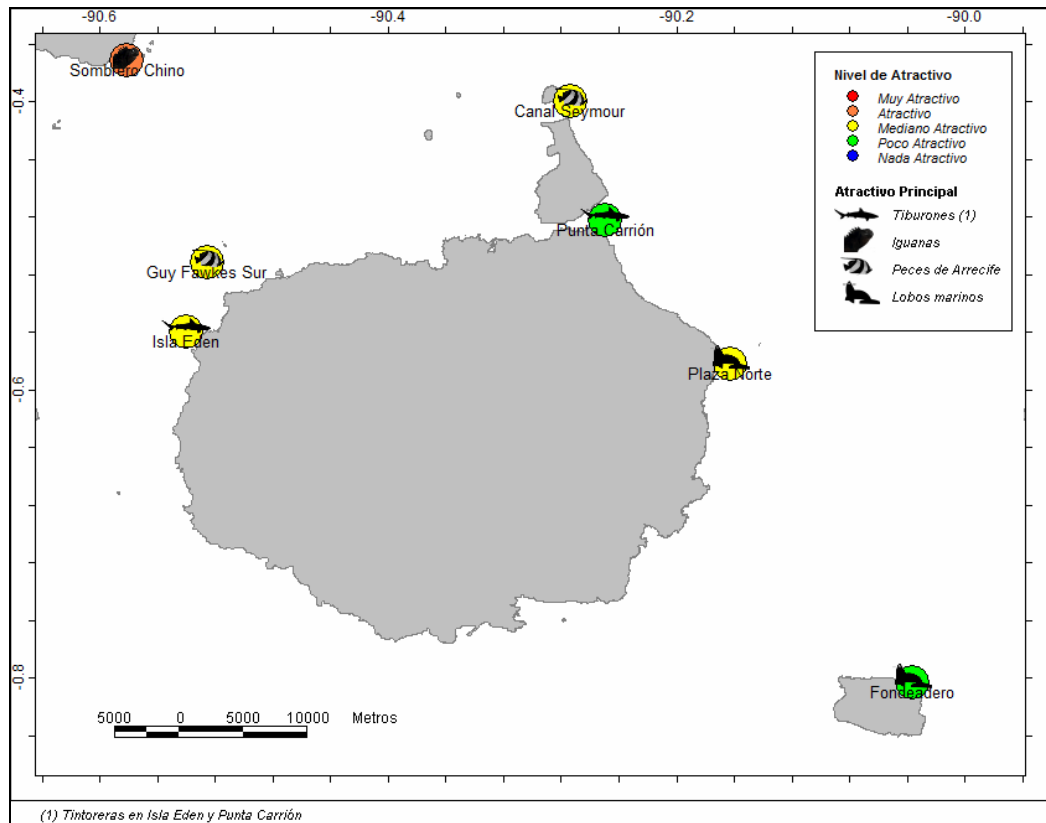 -90.6 -90.4 -90.2 -90.0
-0.4
-0.6
-0.8
Sombrero Chino
Canal Seymour
Punta Carrión
Guy Fawkes Sur
Isla Eden
Plaza Norte
Fondeadero
Nivel de Atractivo
Muy Atractivo
Atractivo
Mediano Atractivo
Poco Atractivo
Nada Atractivo
Atractivo Principal
Tiburones (1)
Iguanas
Peces de Arrecife
Lobos marinos
5000 0 5000 10000 Metros
(1) Tintoreras en Isla Eden y Punta Carrión